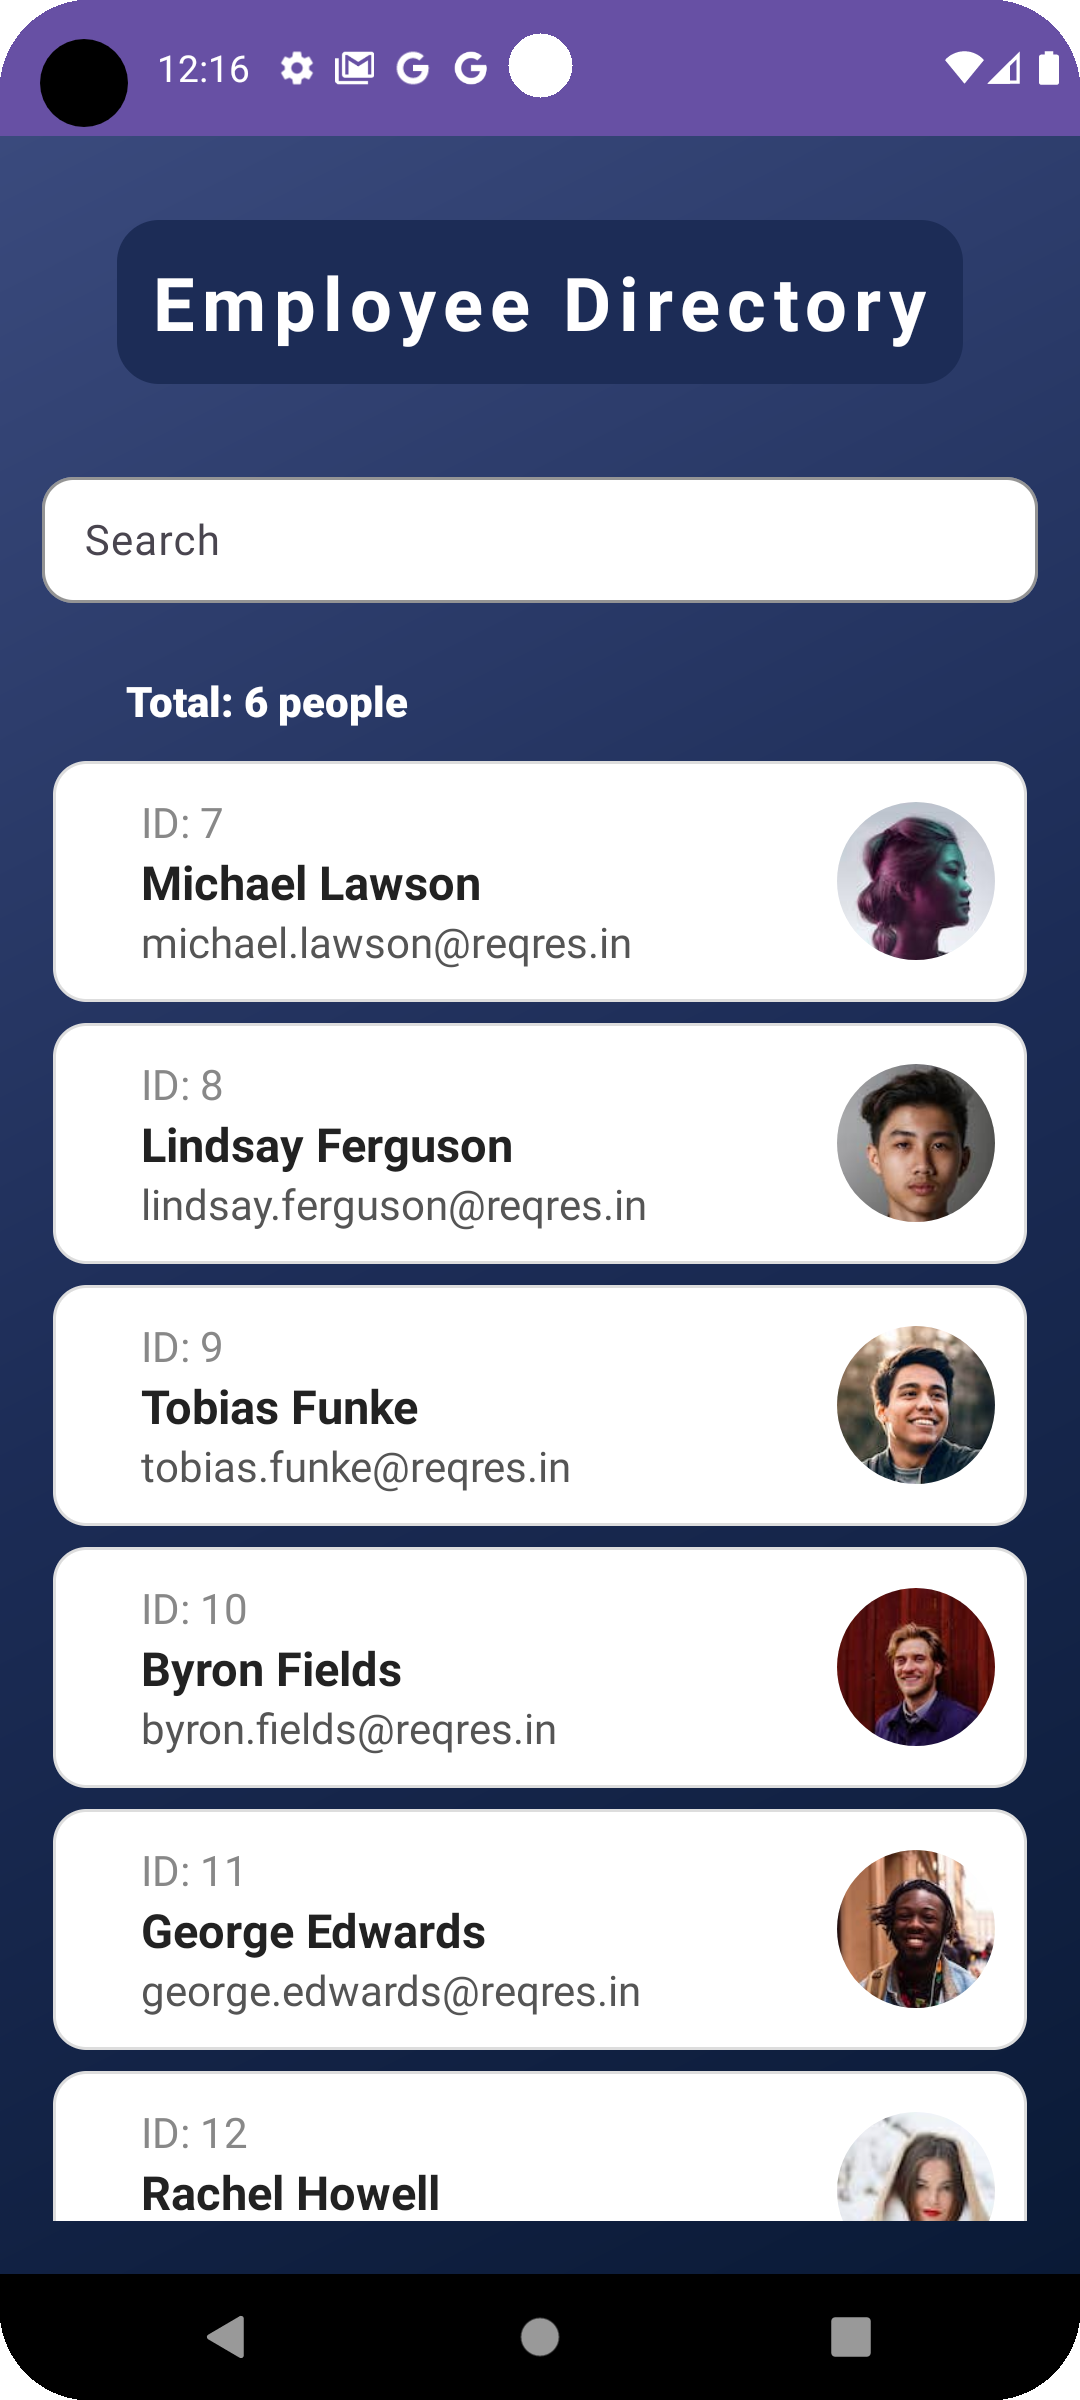 12:16
Employee Directory
Search
Total: 6 people
ID: 7
Michael Lawson
michael.lawson@reqres.in
ID: 8
Lindsay Ferguson
lindsay.ferguson@reqres.in
ID: 9
Tobias Funke
tobias.funke@reqres.in
ID: 10
Byron Fields
byron.fields@reqres.in
ID: 11
George Edwards
george.edwards@reqres.in
ID: 12
Rachel Howell